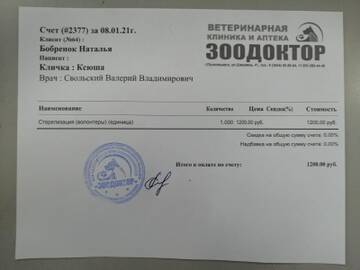 Счет (#2377) за 08.01.21г.
Клиент (№64) :
Бобренок Наталья
Пациент :
Кличка : Ксюша
Врач : Свольский Валерий Владимирович
ВЕТЕРИНАРНАЯ
КЛИНИКА И АПТЕКА
ЗООДОКТОР
Наименование Количество Цена Скидка(%) Стоимость
Стерилизация (волонтеры) (единица) 1.000 1200.00 руб. 1200.00 руб.
Скидка на общую сумму счета: 0.00%
Надбавка на общую сумму счета: 0.00%
Итого к оплате по счету: 1200.00 руб.
«ЗООДОКТОР»